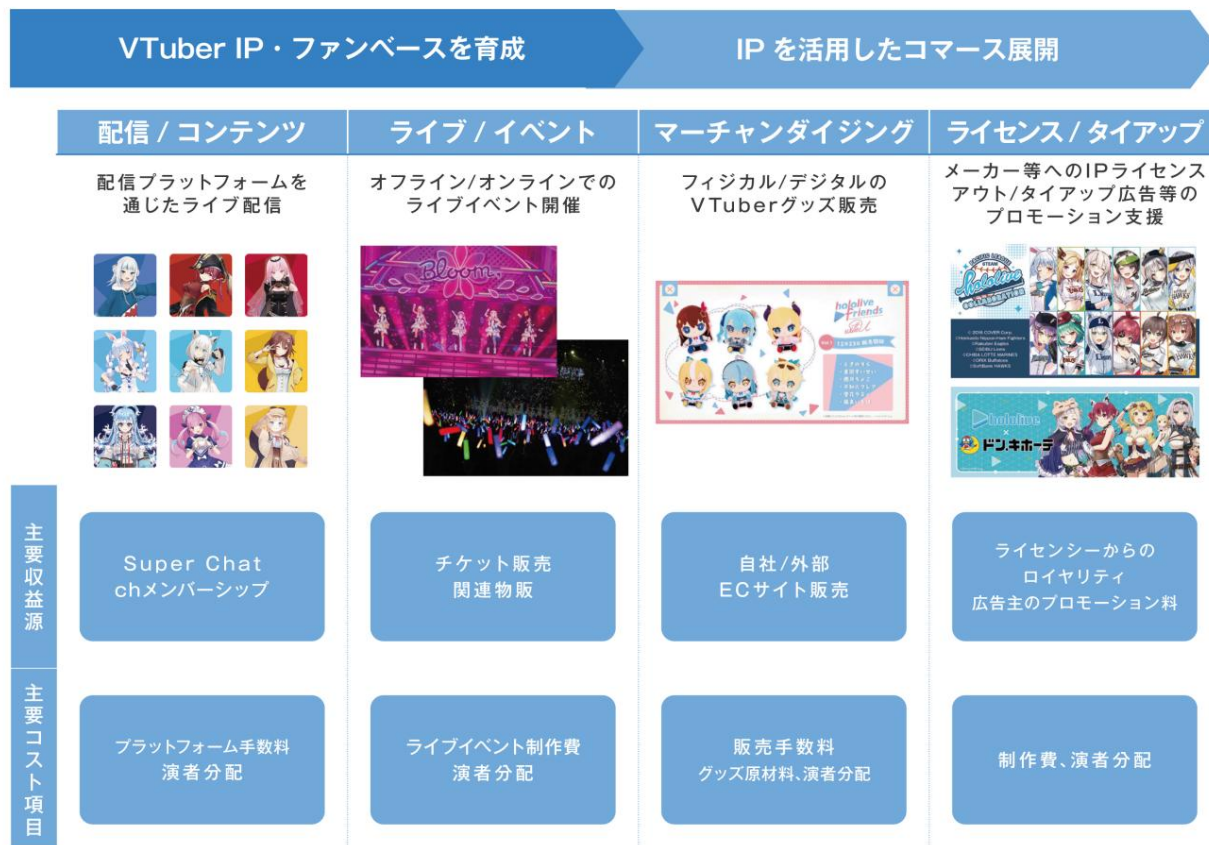 VTuber IP・ファンベースを育成
IP を活用したコマース展開
配信 / コンテンツ
ライブ / イベント
マーチャンダイジング
ライセンス / タイアップ
配信プラットフォームを
通じたライブ配信
オフライン/オンラインでの
ライブイベント開催
フィジカル/デジタルの
VTuberグッズ販売
メーカー等へのIPライセンス
アウト/タイアップ広告等の
プロモーション支援
Bloom,
hololive
friends
hololive
COLLABORATION
© 2016 COVER Corp.
hololive
×
ドン.キホーテ
主要収益源
Super Chat
chメンバーシップ
チケット販売
関連物販
自社/外部
ECサイト販売
ライセンシーからの
ロイヤリティ
広告主のプロモーション料
主要コスト項目
プラットフォーム手数料
演者分配
ライブイベント制作費
演者分配
販売手数料
グッズ原材料、演者分配
制作費、演者分配